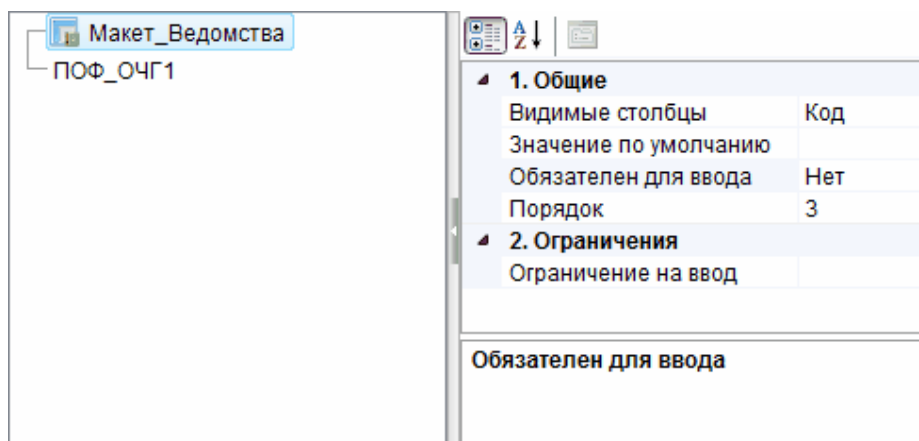 Макет_Ведомства
ПОФ_ОЧГ1
1. Общие
Видимые столбцы Код
Значение по умолчанию
Обязателен для ввода Нет
Порядок 3
2. Ограничения
Ограничение на ввод
Обязателен для ввода